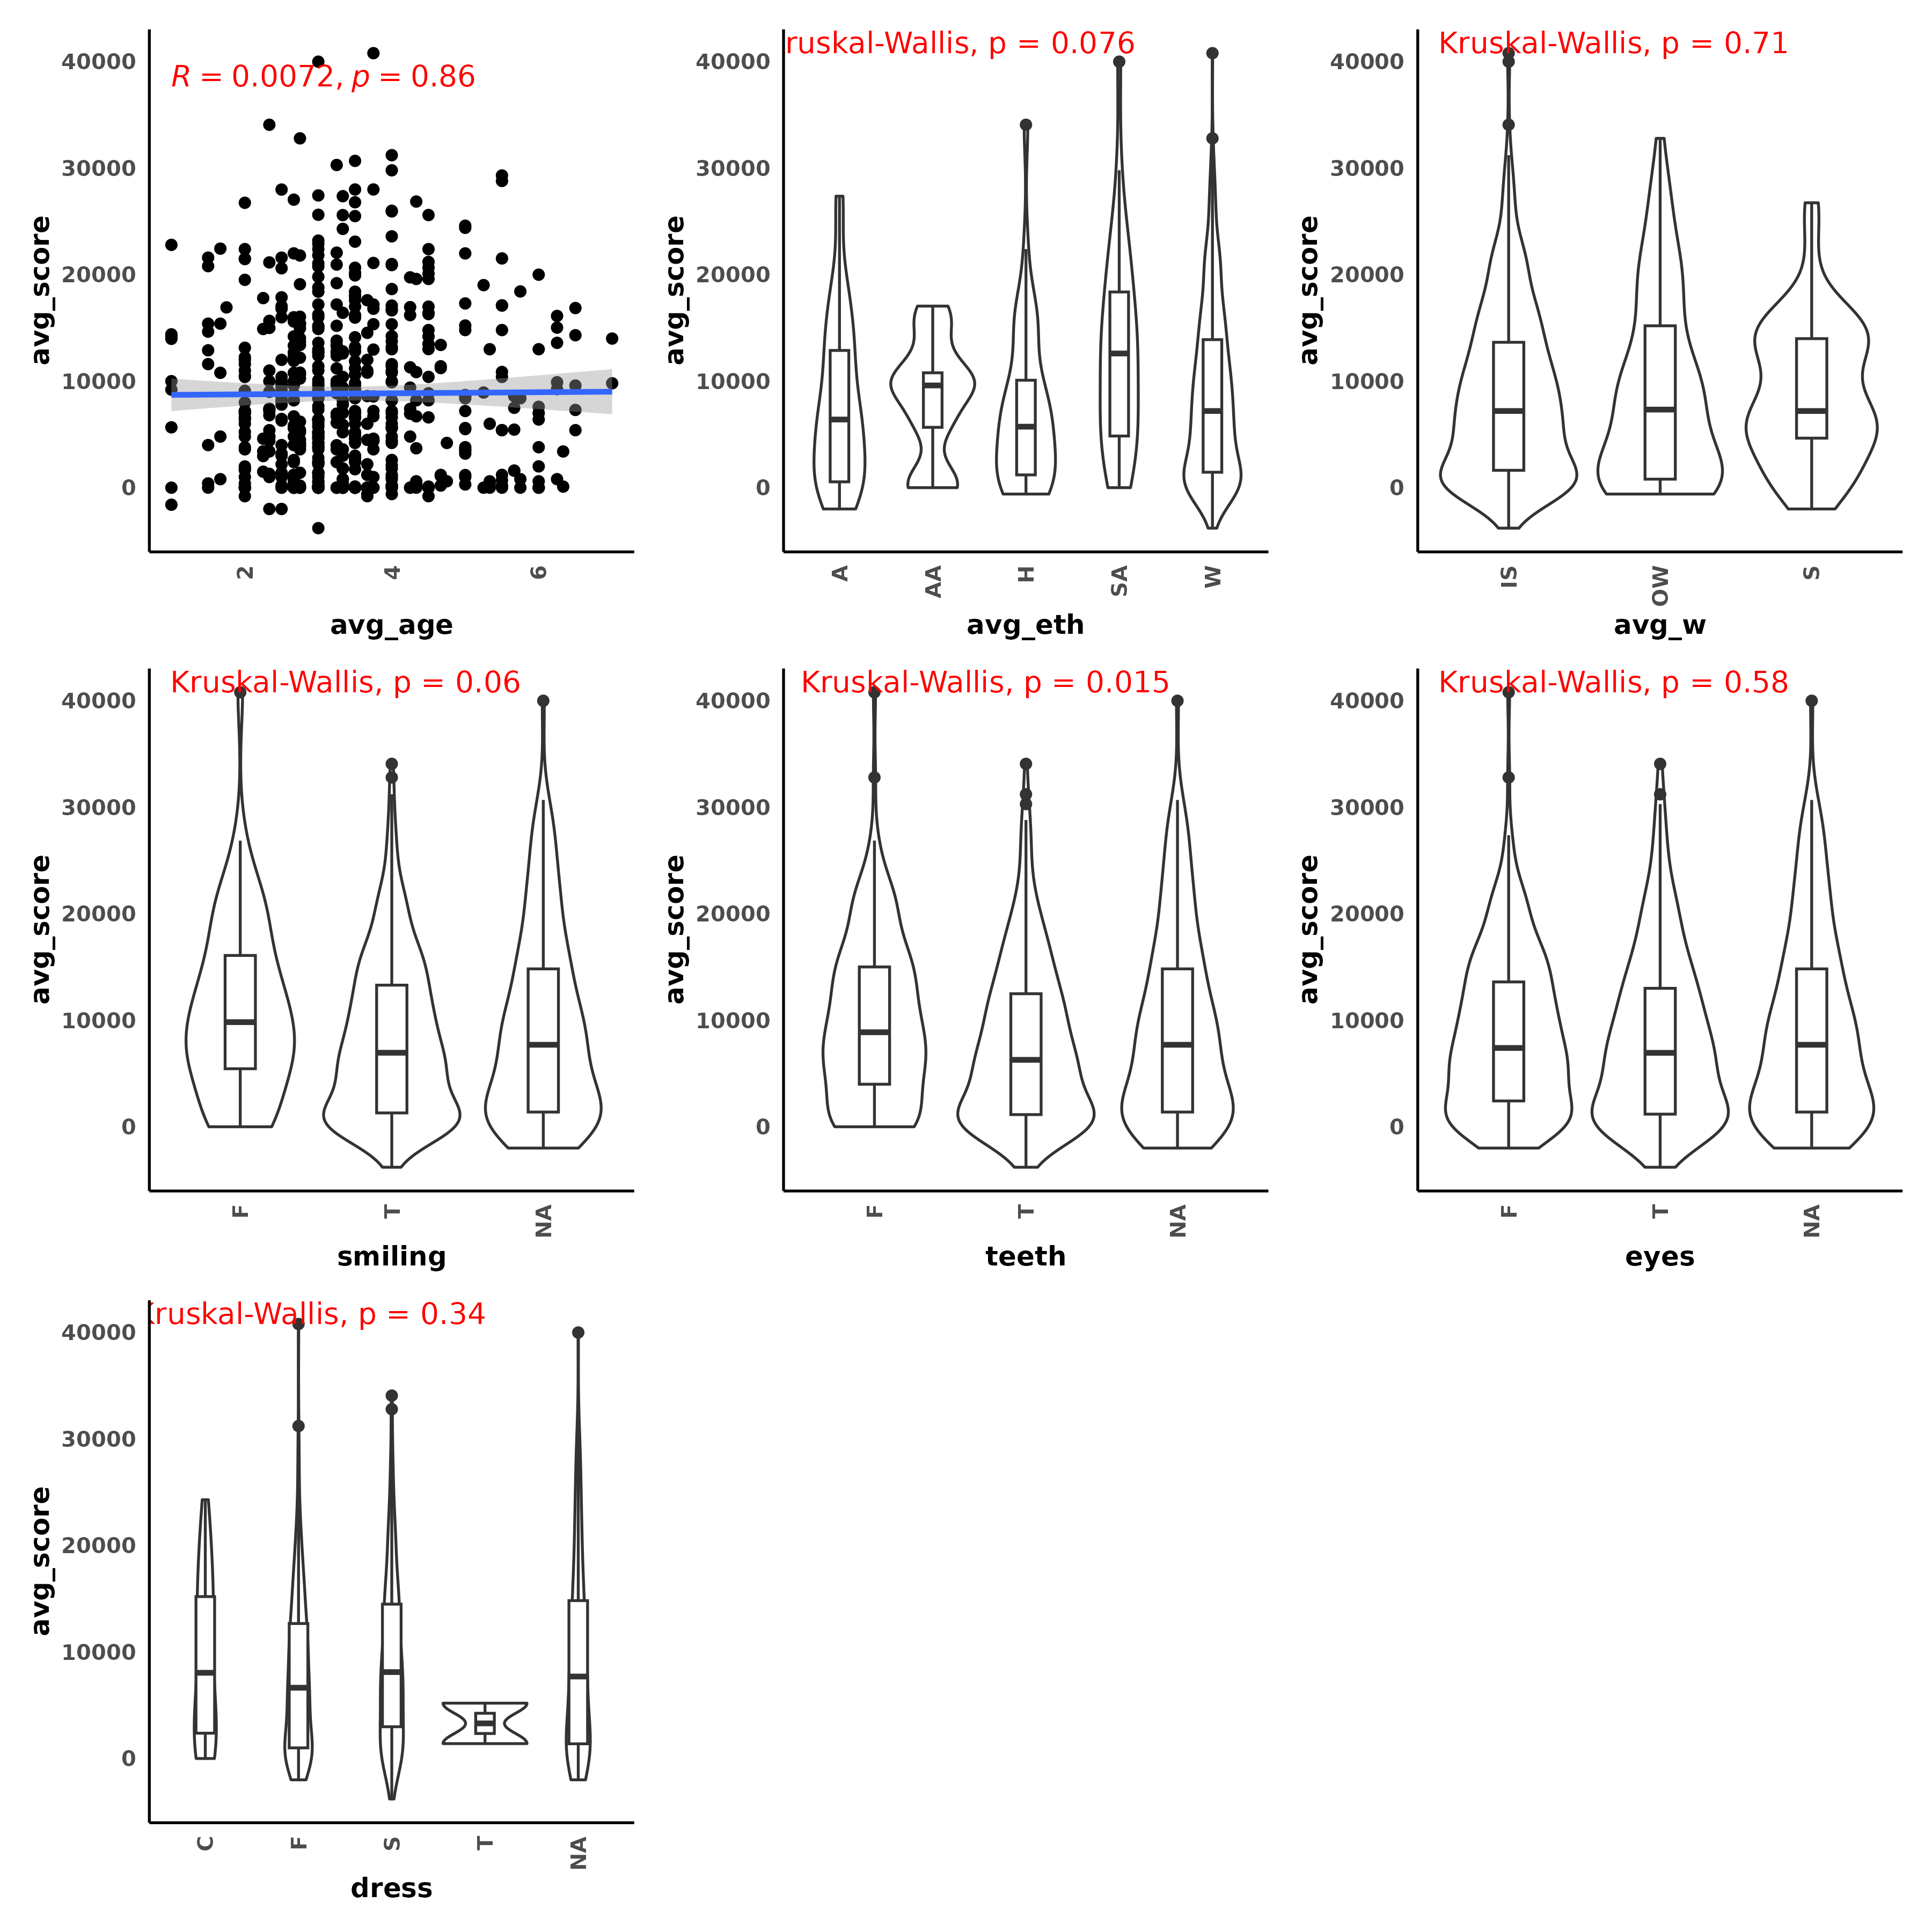 40000
30000
20000
10000
0
avg_score
R = 0.0072, p = 0.86
2
4
6
avg_age
40000
30000
20000
10000
0
avg_score
ruskal-Wallis, p = 0.076
A
AA
H
SA
W
avg_eth
40000
30000
20000
10000
0
avg_score
Kruskal-Wallis, p = 0.71
IS
OW
S
avg_w
40000
30000
20000
10000
0
avg_score
Kruskal-Wallis, p = 0.06
F
T
NA
smiling
40000
30000
20000
10000
0
avg_score
Kruskal-Wallis, p = 0.015
F
T
NA
teeth
40000
30000
20000
10000
0
avg_score
Kruskal-Wallis, p = 0.58
F
T
NA
eyes
40000
30000
20000
10000
0
avg_score
Kruskal-Wallis, p = 0.34
C
F
S
T
NA
dress